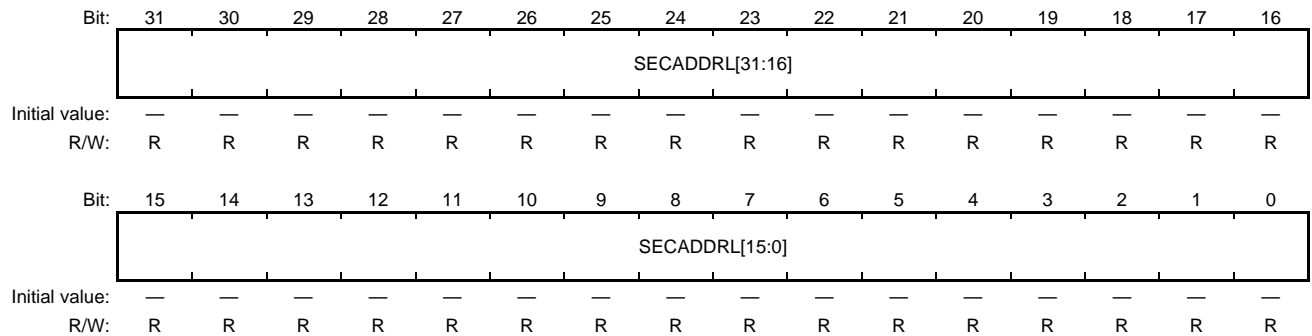 Bit: 31 30 29 28 27 26 25 24 23 22 21 20 19 18 17 16
SECADDRL[31:16]
Initial value: — — — — — — — — — — — — — — — —
R/W: R R R R R R R R R R R R R R R R
Bit: 15 14 13 12 11 10 9 8 7 6 5 4 3 2 1 0
SECADDRL[15:0]
Initial value: — — — — — — — — — — — — — — — —
R/W: R R R R R R R R R R R R R R R R